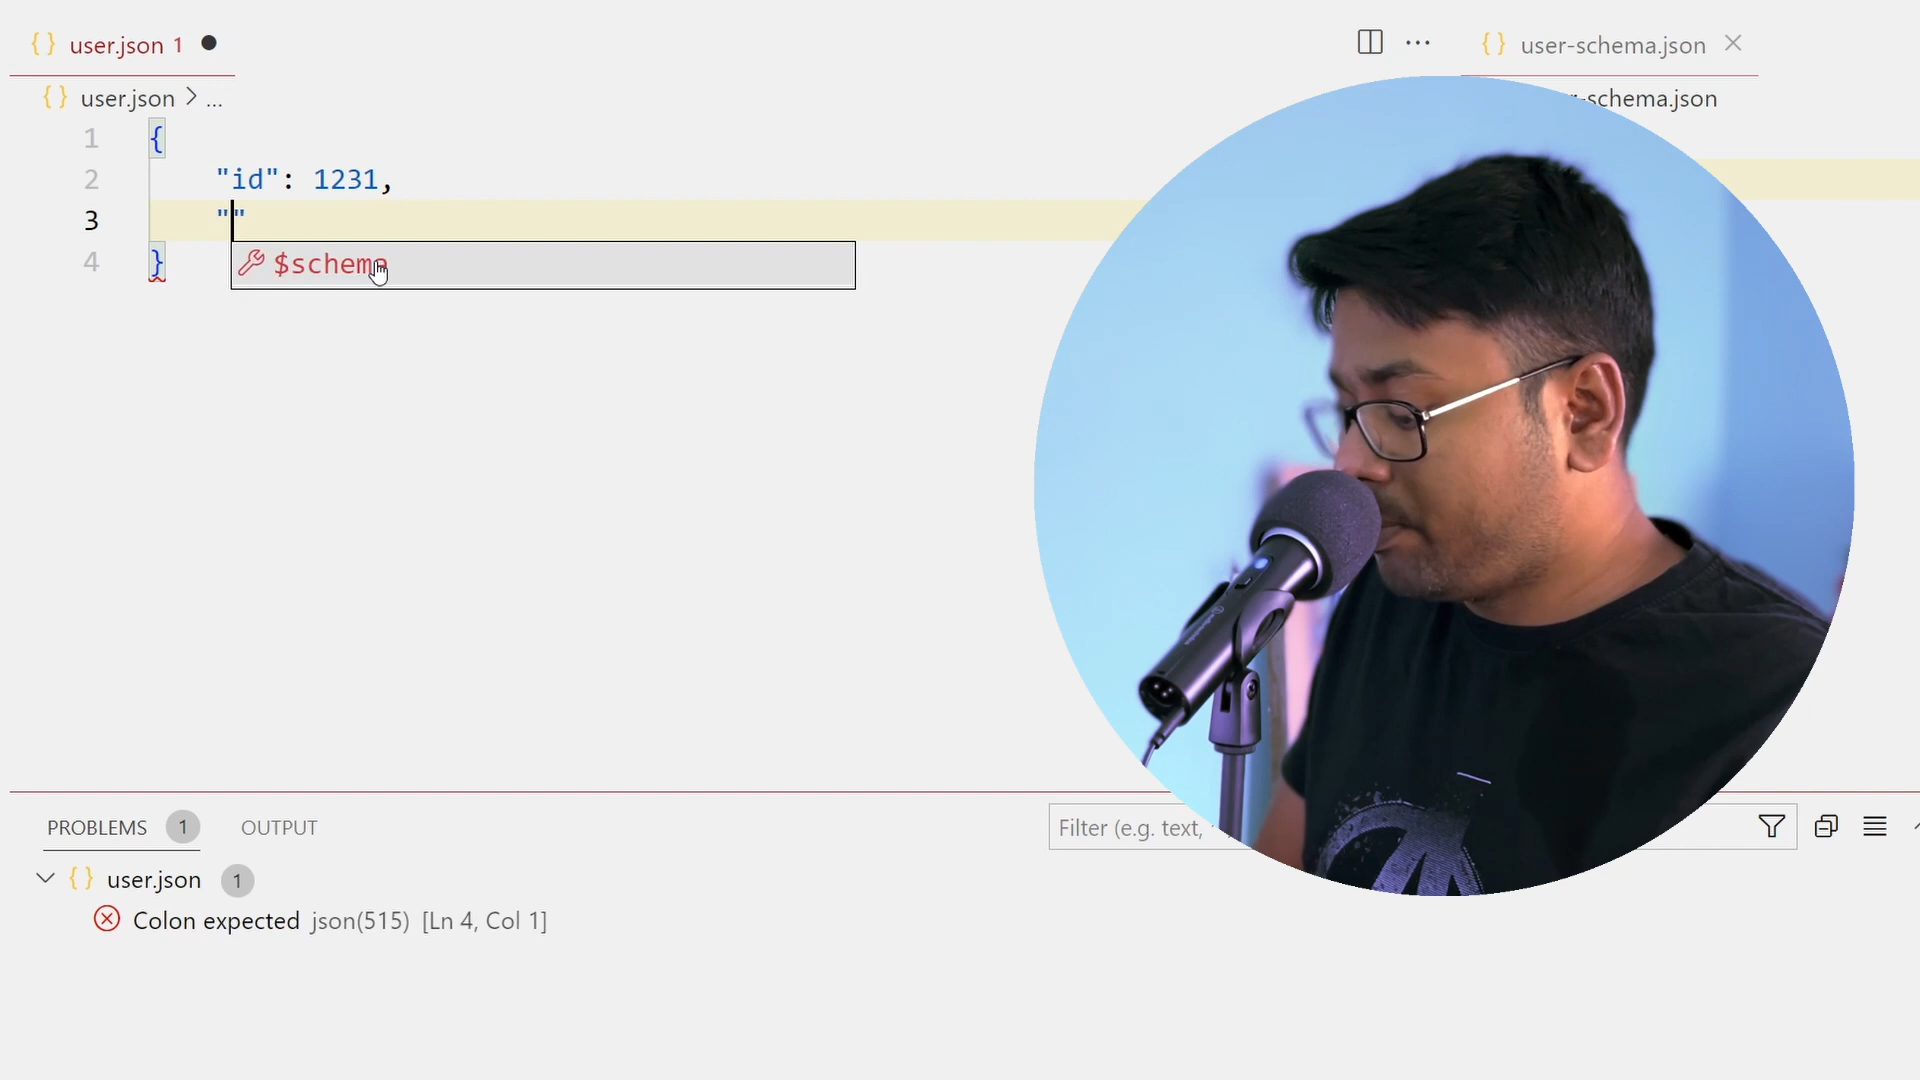 { } user.json 1 ●
{ } user-schema.json
{ } user.json > ...
-schema.json
1 {
2 "id": 1231,
3 ""
$schema
4 }
PROBLEMS 1 OUTPUT
Filter (e.g. text,
{ } user.json 1
Colon expected json(515) [Ln 4, Col 1]